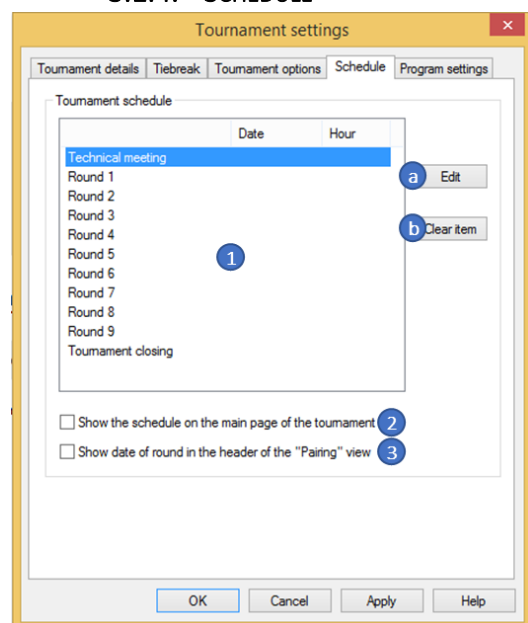 Tournament settings
Tournament details Tiebreak Tournament options Schedule Program settings
Tournament schedule
Date Hour
Technical meeting
Round 1 a Edit
Round 2
Round 3
Round 4 b Clear item
Round 5 1
Round 6
Round 7
Round 8
Round 9
Tournament closing
Show the schedule on the main page of the tournament 2
Show date of round in the header of the "Pairing" view 3
OK Cancel Apply Help